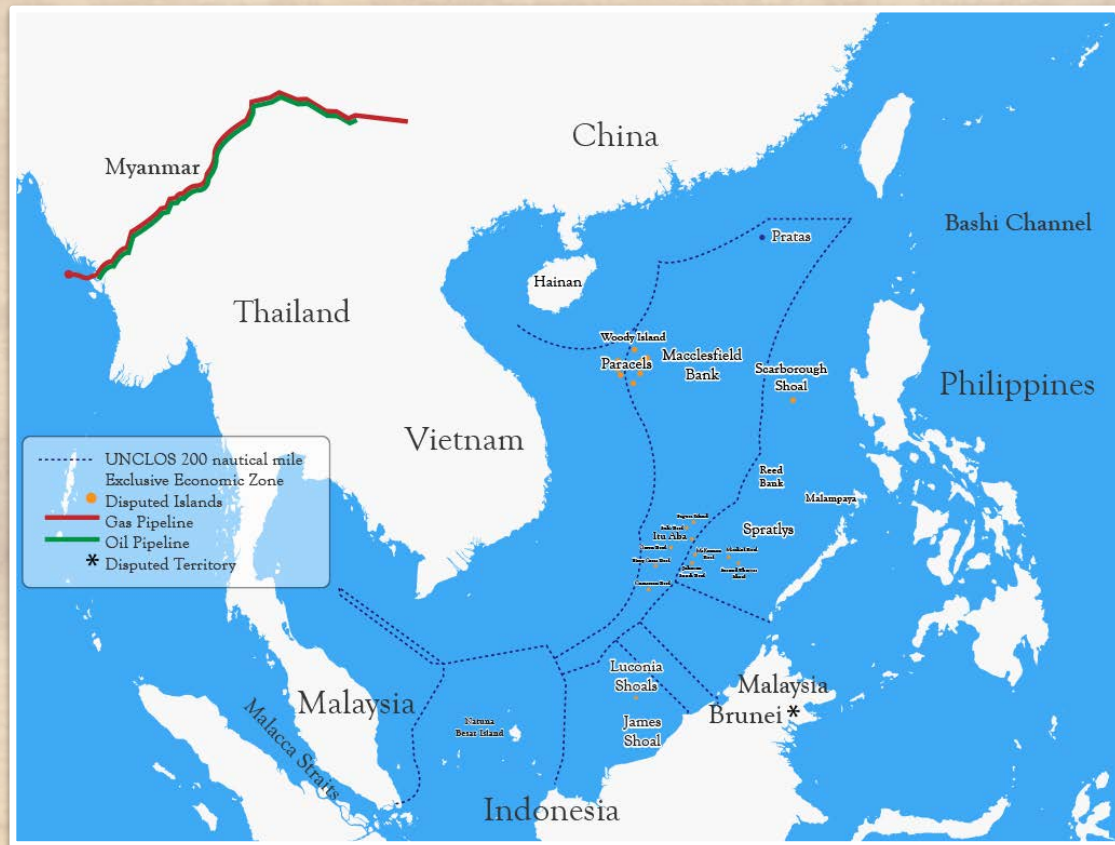 China
Myanmar
Bashi Channel
Pratas
Hainan
Thailand
Woody Island
Paracels
Macclesfield
Bank
Scarborough
Shoal
Philippines
Vietnam
UNCLOS 200 nautical mile
Exclusive Economic Zone
Disputed Islands
Gas Pipeline
Oil Pipeline
* Disputed Territory
Reed
Bank
Malampaya
Spratlys
Itu Aba
Luconia
Shoals
Malaysia
Brunei *
Malaysia
Malacca Straits
Natuna
Besar Island
James
Shoal
Indonesia